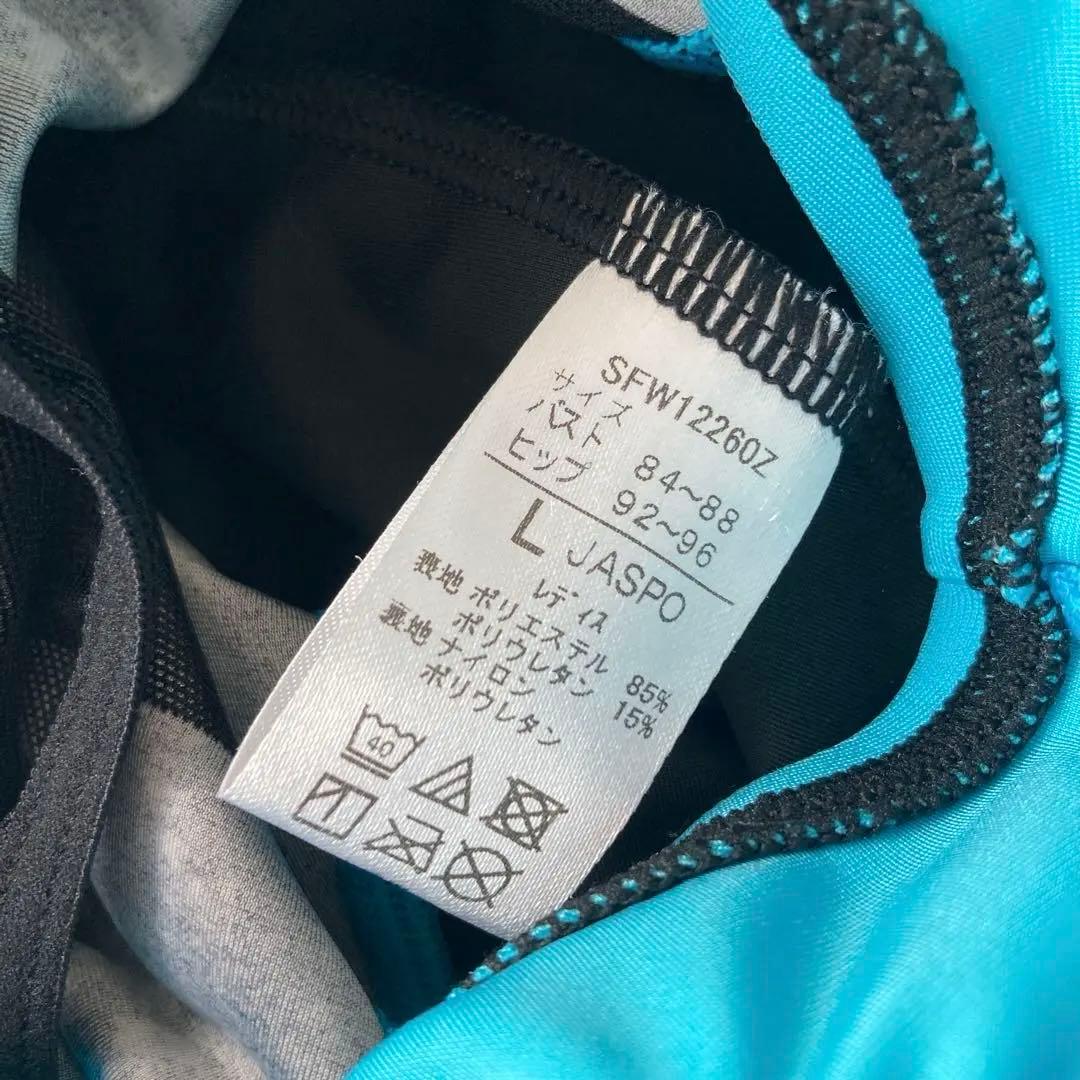 SFW12260Z
サイズ
バスト 84~88
ヒップ 92~96
L JASPO
レディス
表地 ポリエステル 85%
ポリウレタン 15%
裏地 ナイロン
ポリウレタン
40